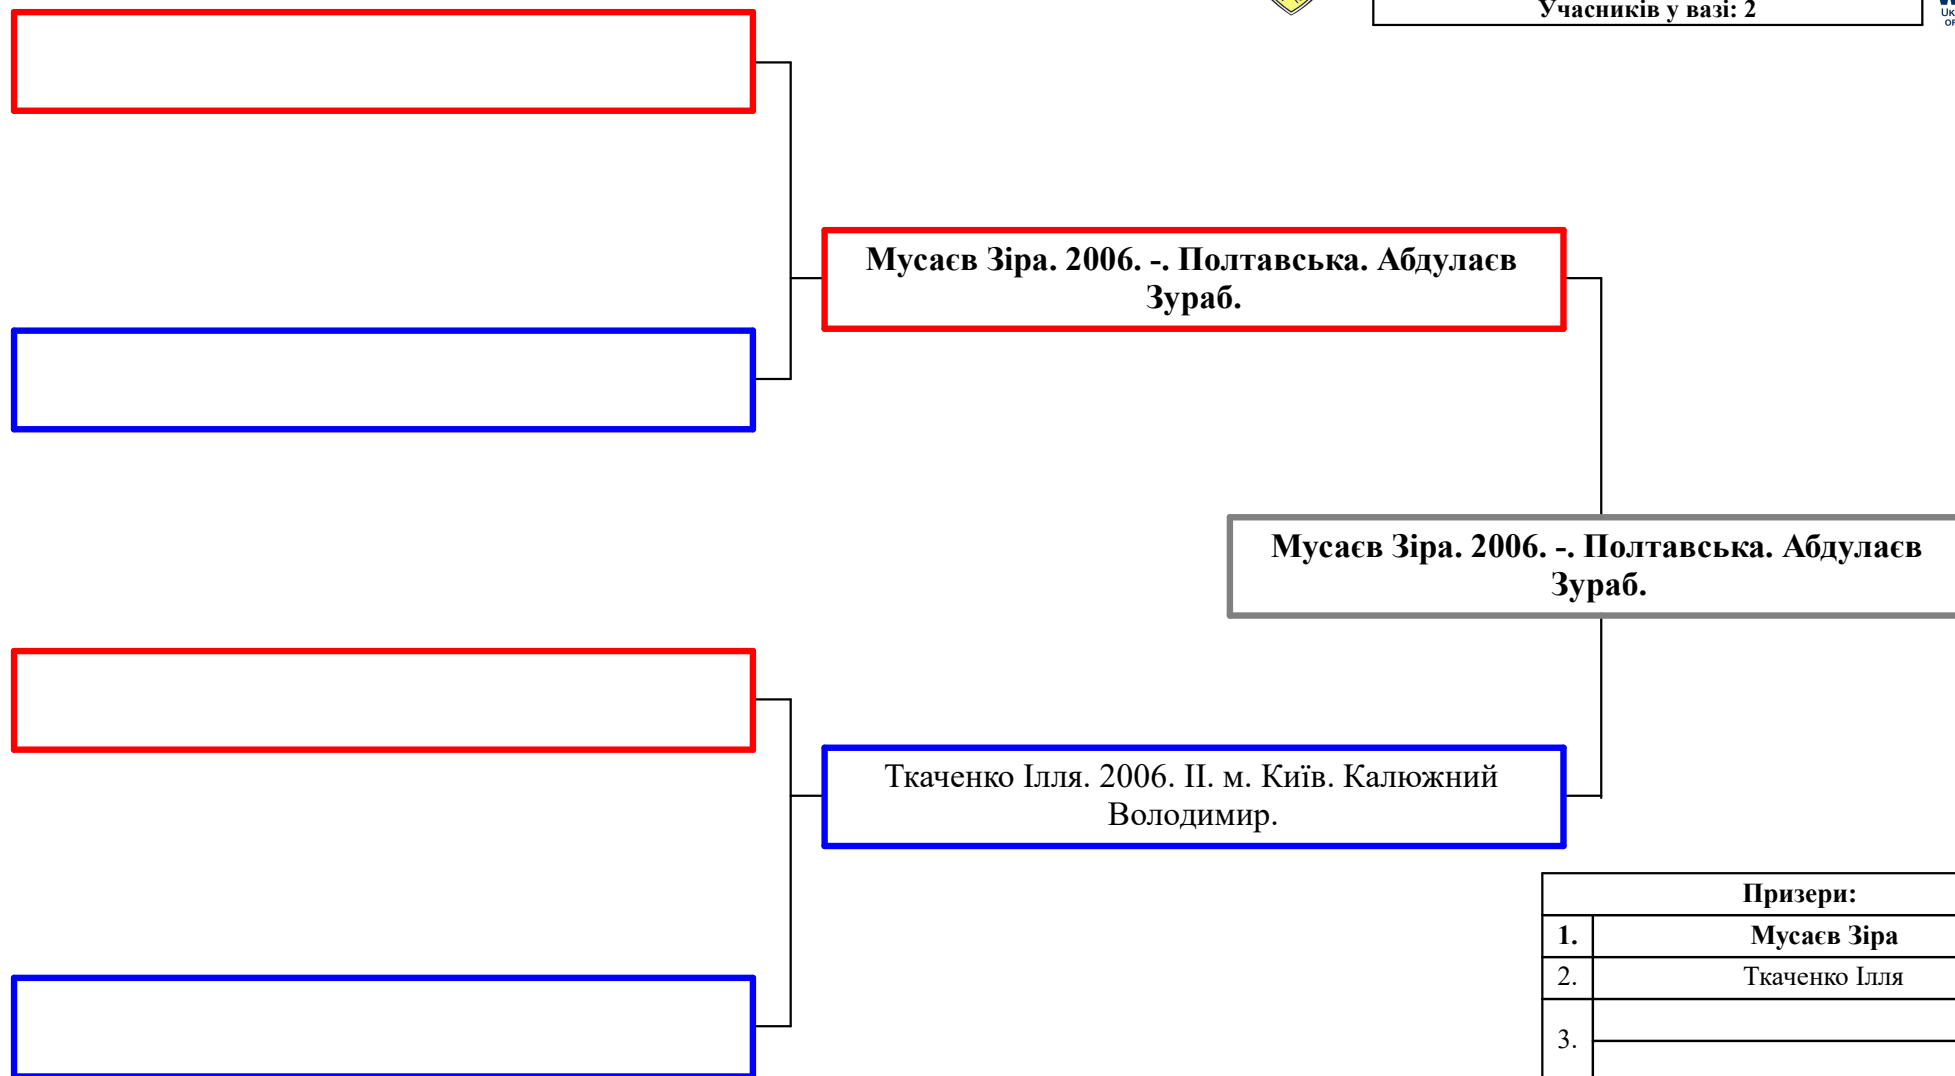 Учасників у вазі: 2
Мусаєв Зіра. 2006. -. Полтавська. Абдулаєв
Зураб.
Мусаєв Зіра. 2006. -. Полтавська. Абдулаєв
Зураб.
Ткаченко Ілля. 2006. II. м. Київ. Калюжний
Володимир.
Призери:
1. Мусаєв Зіра
2. Ткаченко Ілля
3.